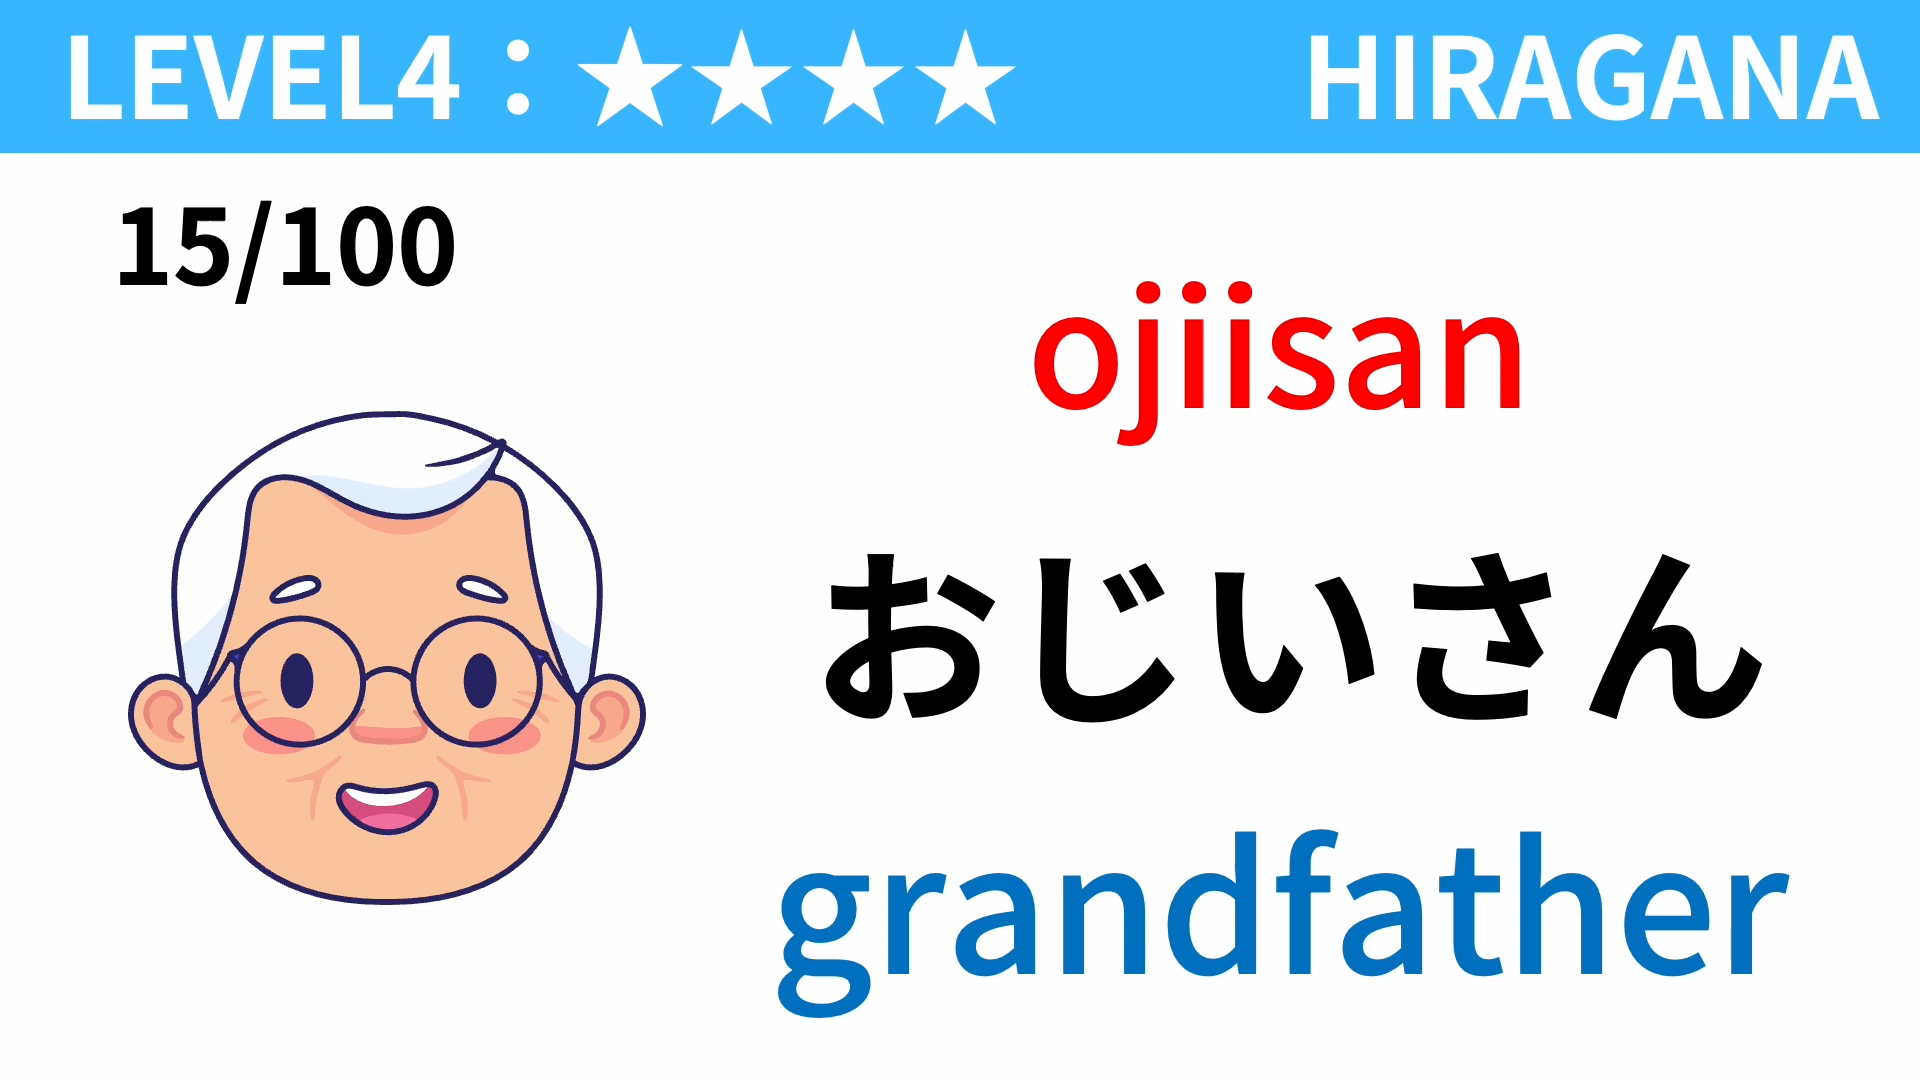 LEVEL4：★★★★ HIRAGANA
15/100
ojiisan
おじいさん
grandfather